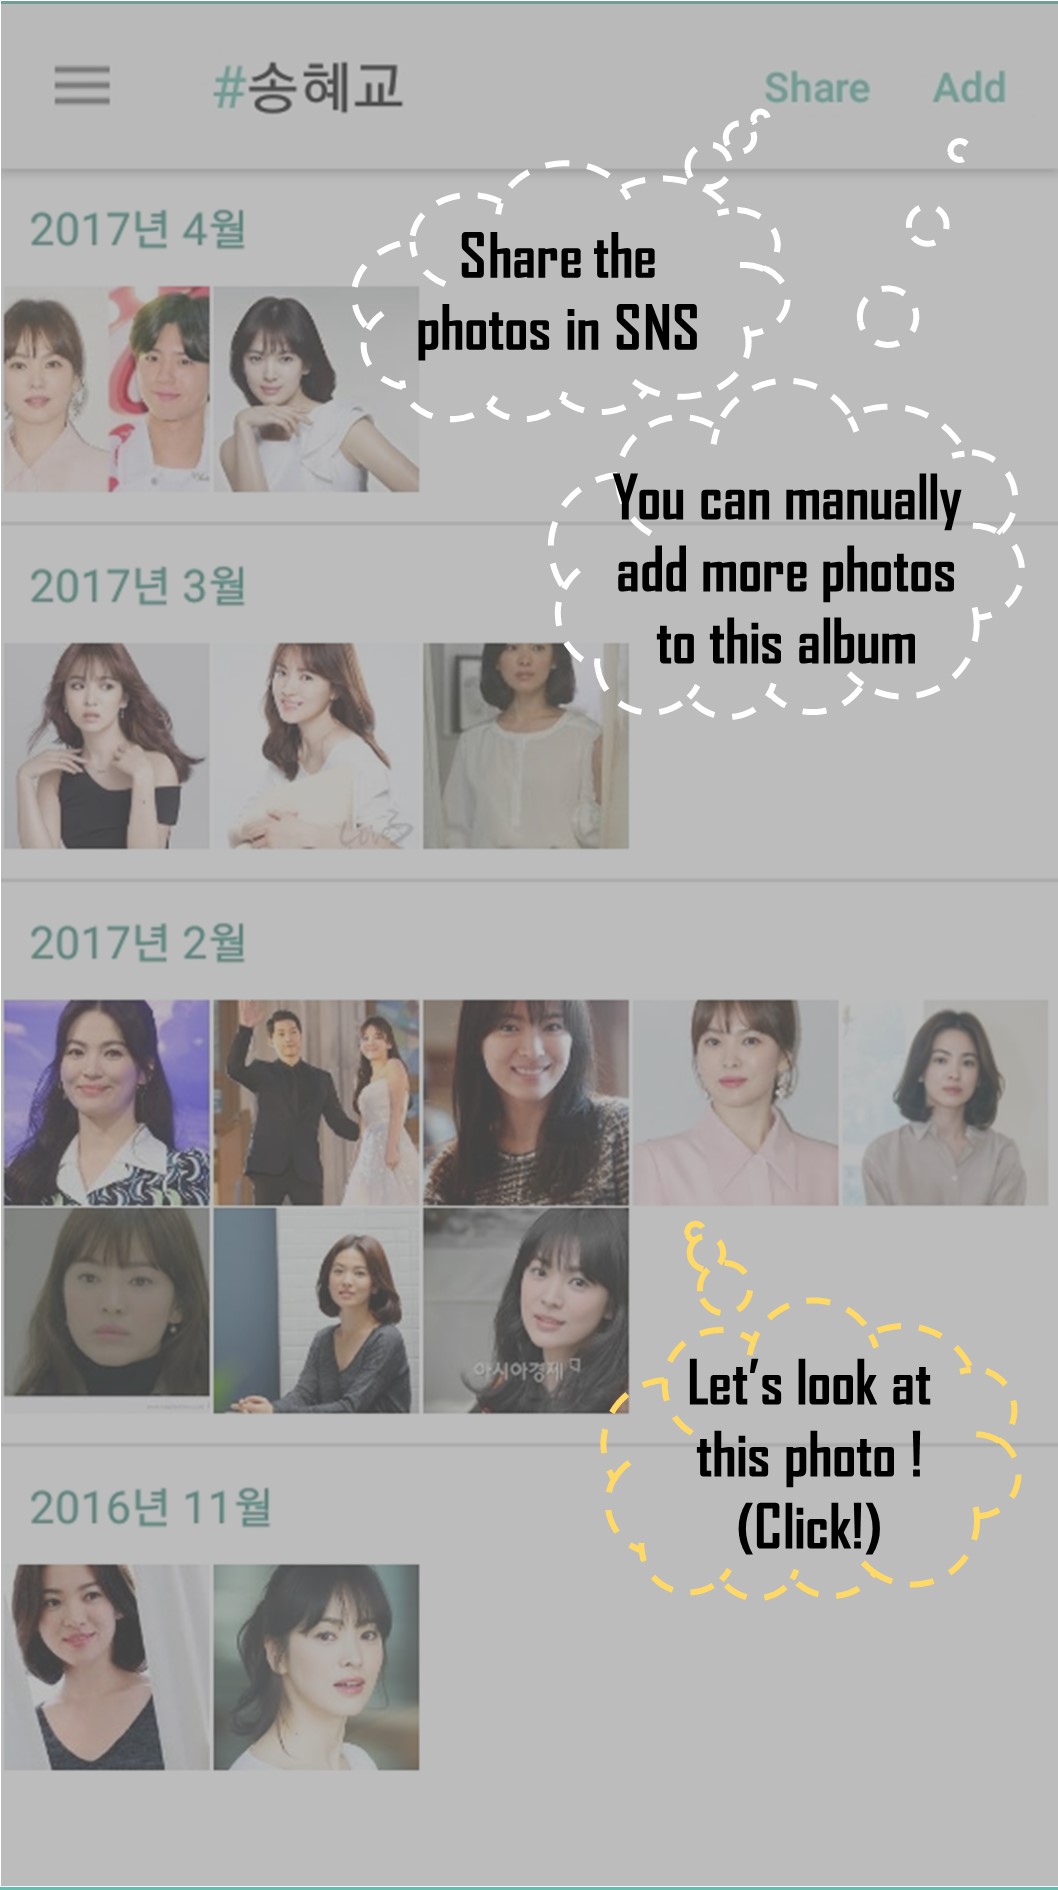 #송혜교
Share
Add
2017년 4월
Share the
photos in SNS
You can manually
add more photos
to this album
2017년 3월
2017년 2월
아시아경제
Let's look at
this photo !
(Click!)
2016년 11월